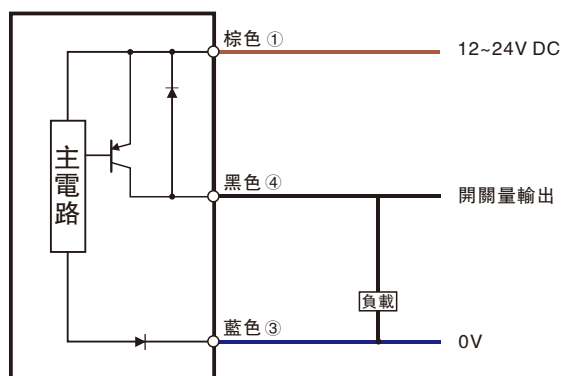 棕色 ①
12~24V DC
主電路
黑色 ④
開關量輸出
負載
藍色 ③
0V